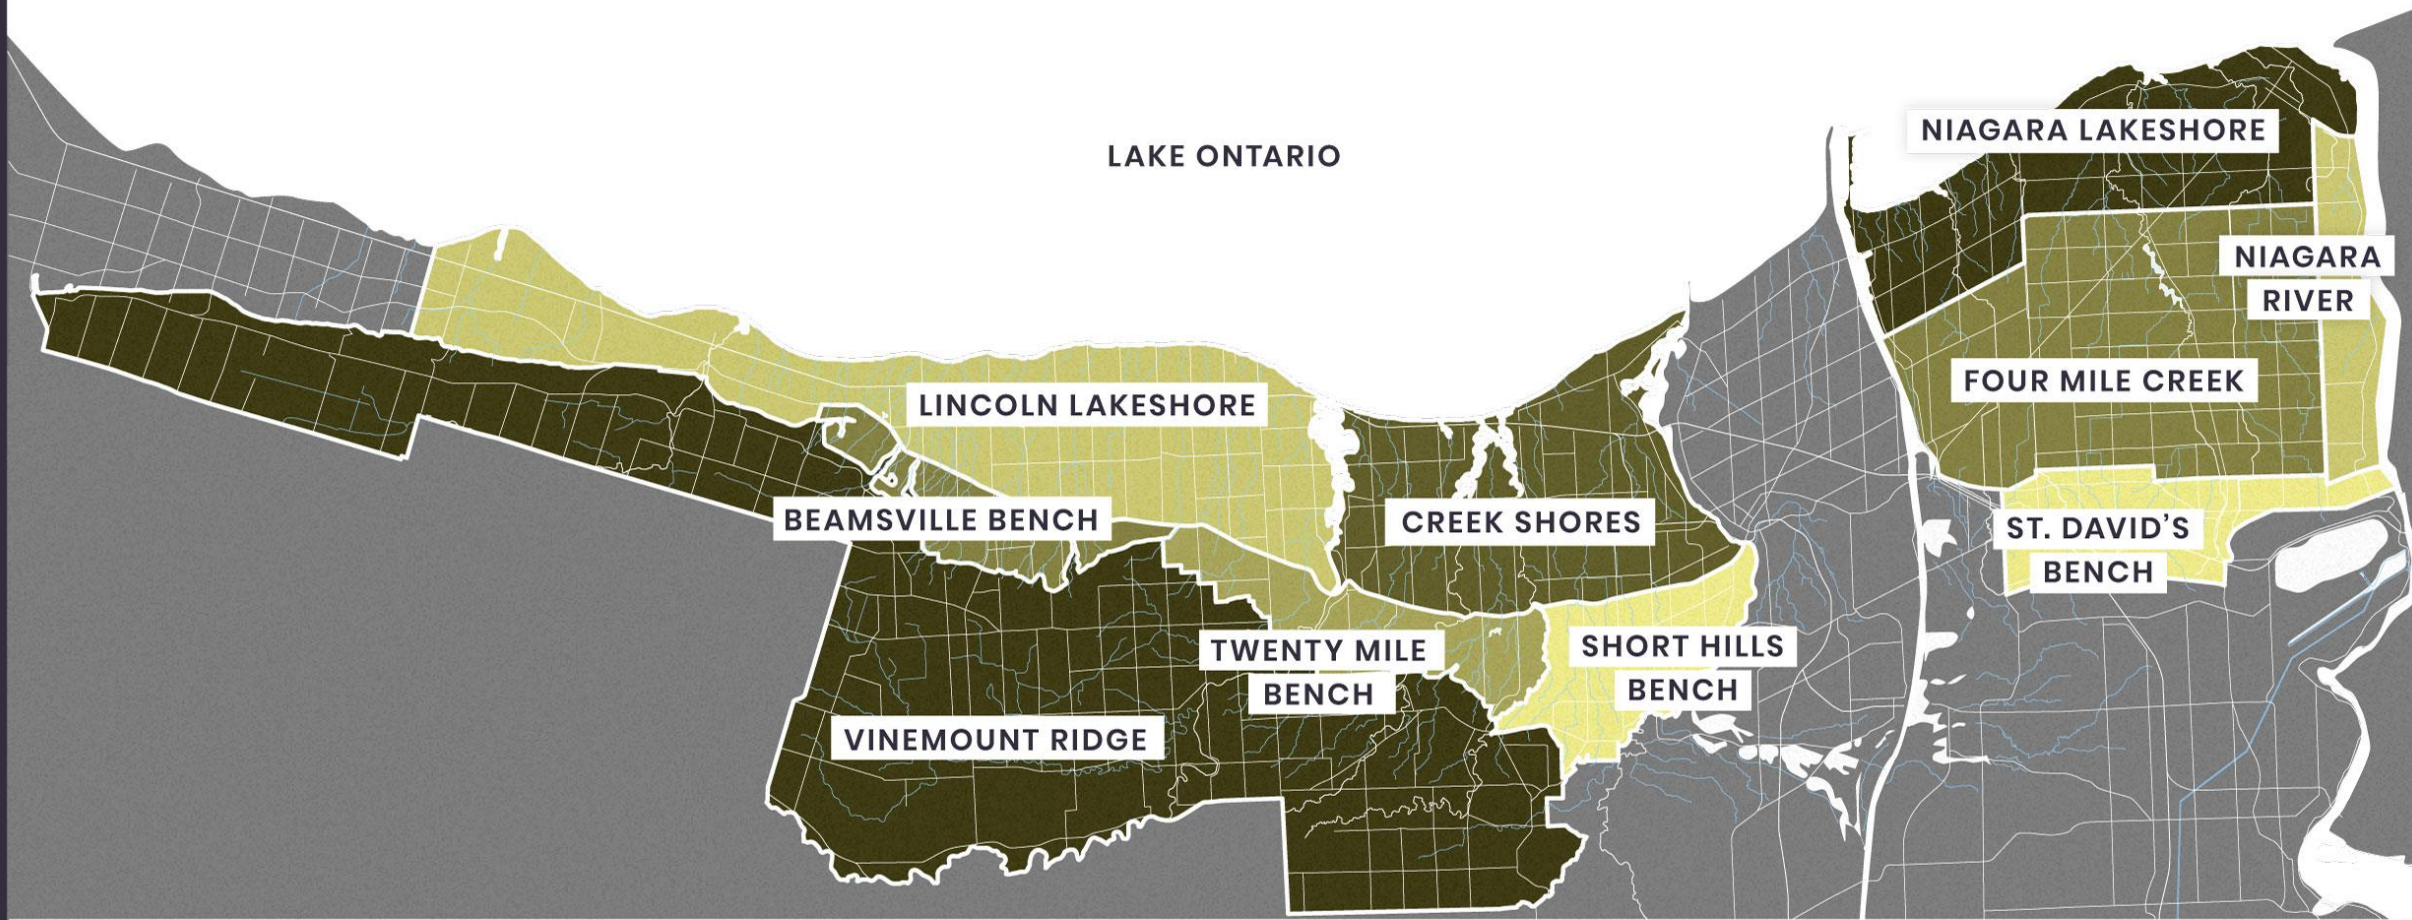 NIAGARA LAKESHORE
LAKE ONTARIO
NIAGARA
RIVER
FOUR MILE CREEK
LINCOLN LAKESHORE
BEAMSVILLE BENCH
CREEK SHORES
ST. DAVID’S
BENCH
TWENTY MILE
BENCH
SHORT HILLS
BENCH
VINEMOUNT RIDGE